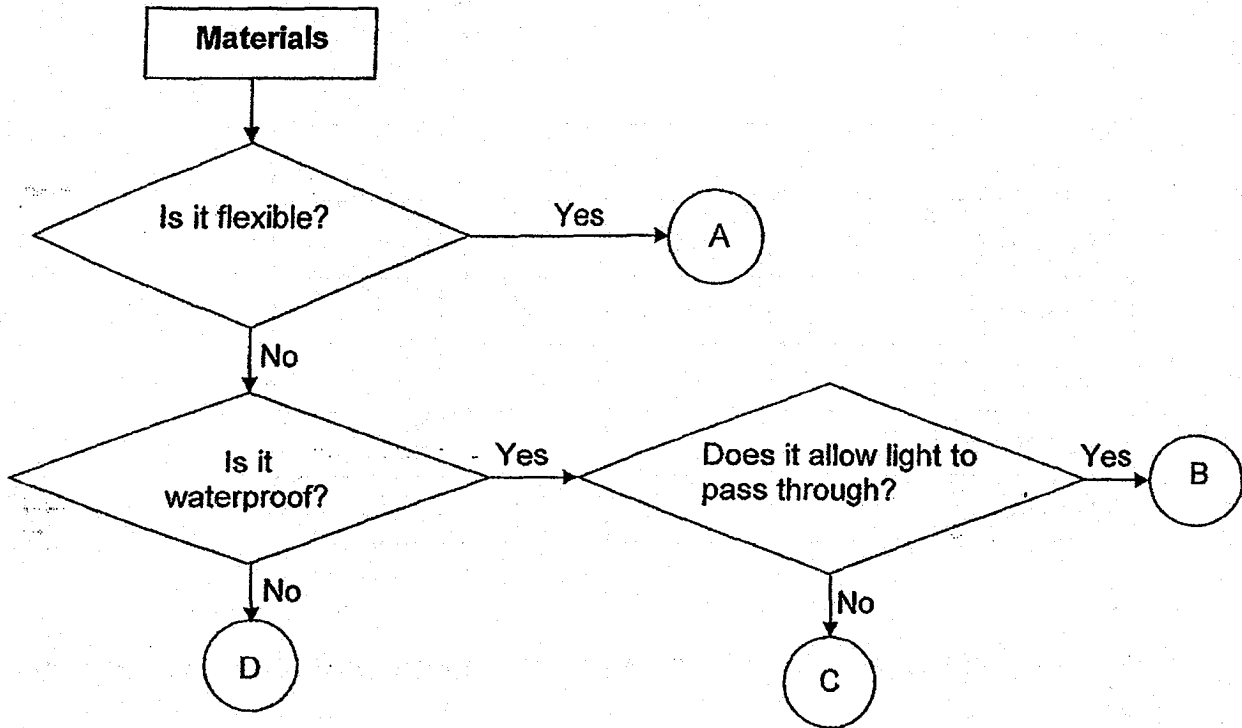 Materials
Is it flexible?
Yes
A
No
Is it
waterproof?
Yes
Does it allow light to
pass through?
Yes
B
No
D
No
C